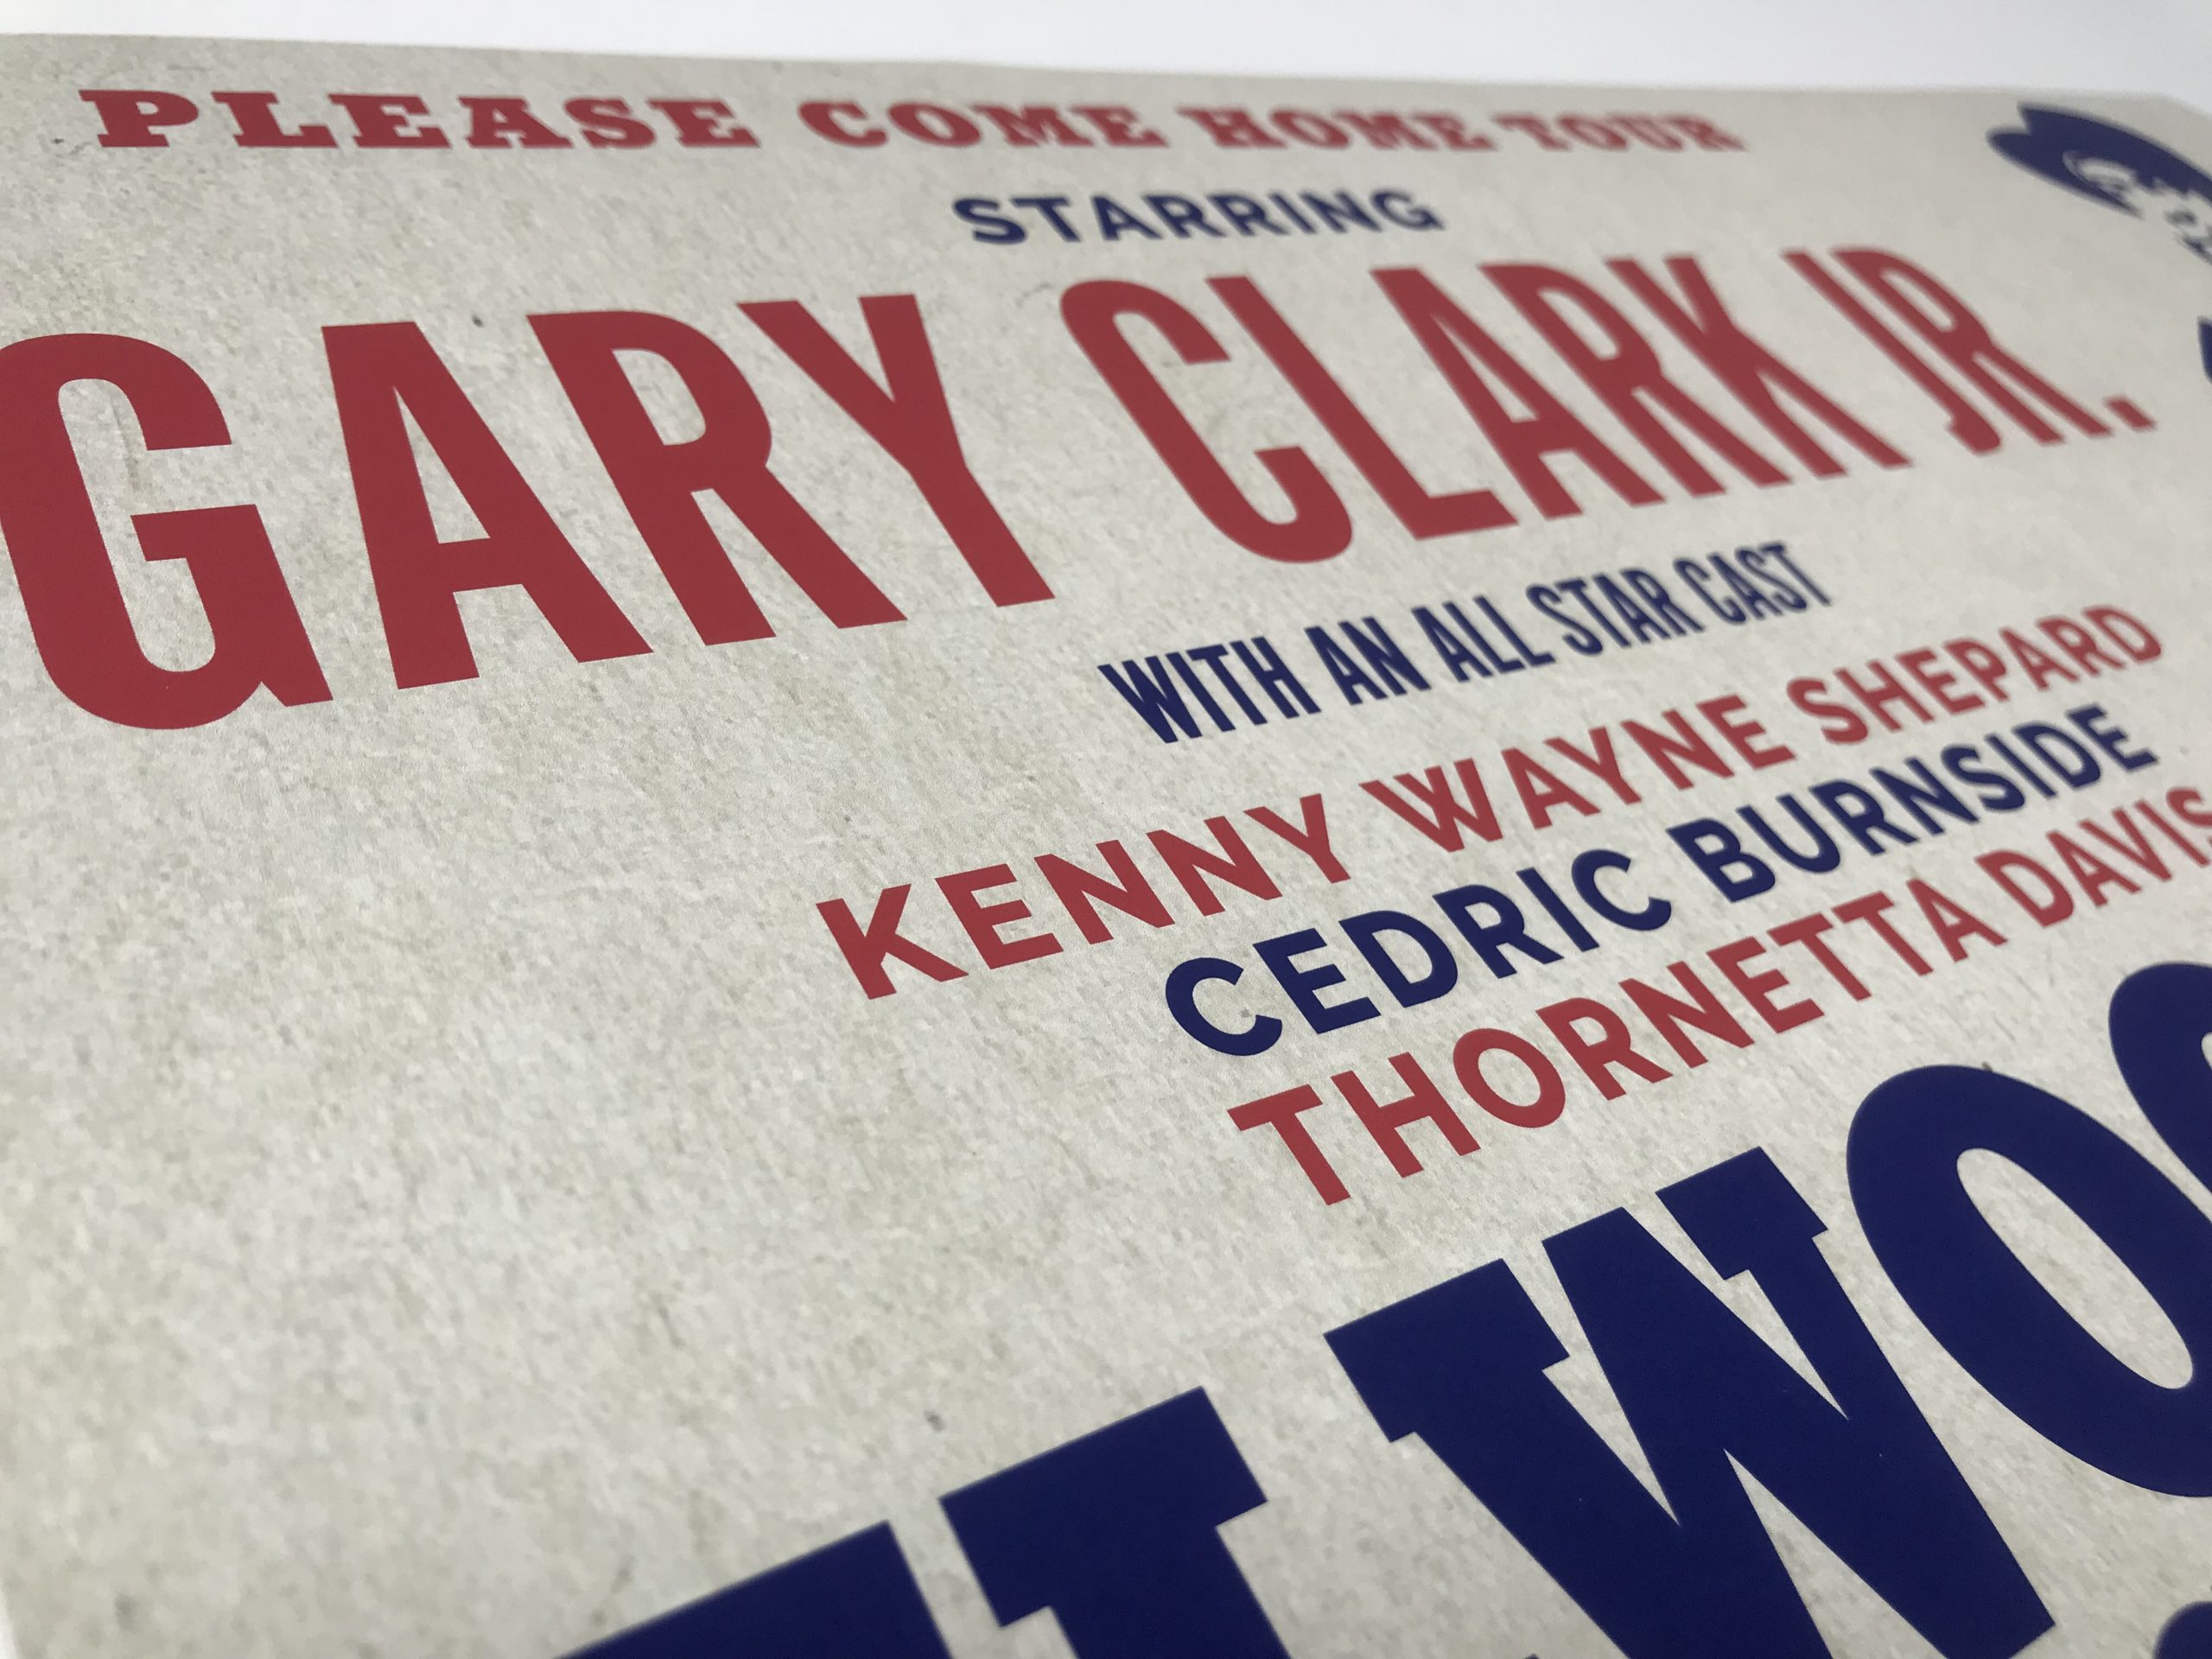 PLEASE COME HOME TOUR
STARRING
GARY CLARK JR.
WITH AN ALL STAR CAST
KENNY WAYNE SHEPARD
CEDRIC BURNSIDE
THORNETTA DAVIS